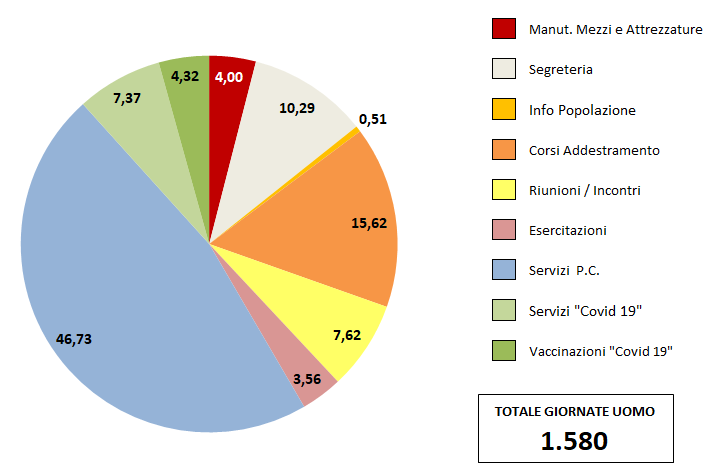 4,00
10,29
0,51
15,62
7,62
3,56
46,73
7,37
4,32
Manut. Mezzi e Attrezzature
Segreteria
Info Popolazione
Corsi Addestramento
Riunioni / Incontri
Esercitazioni
Servizi P.C.
Servizi "Covid 19"
Vaccinazioni "Covid 19"
TOTALE GIORNATE UOMO
1.580